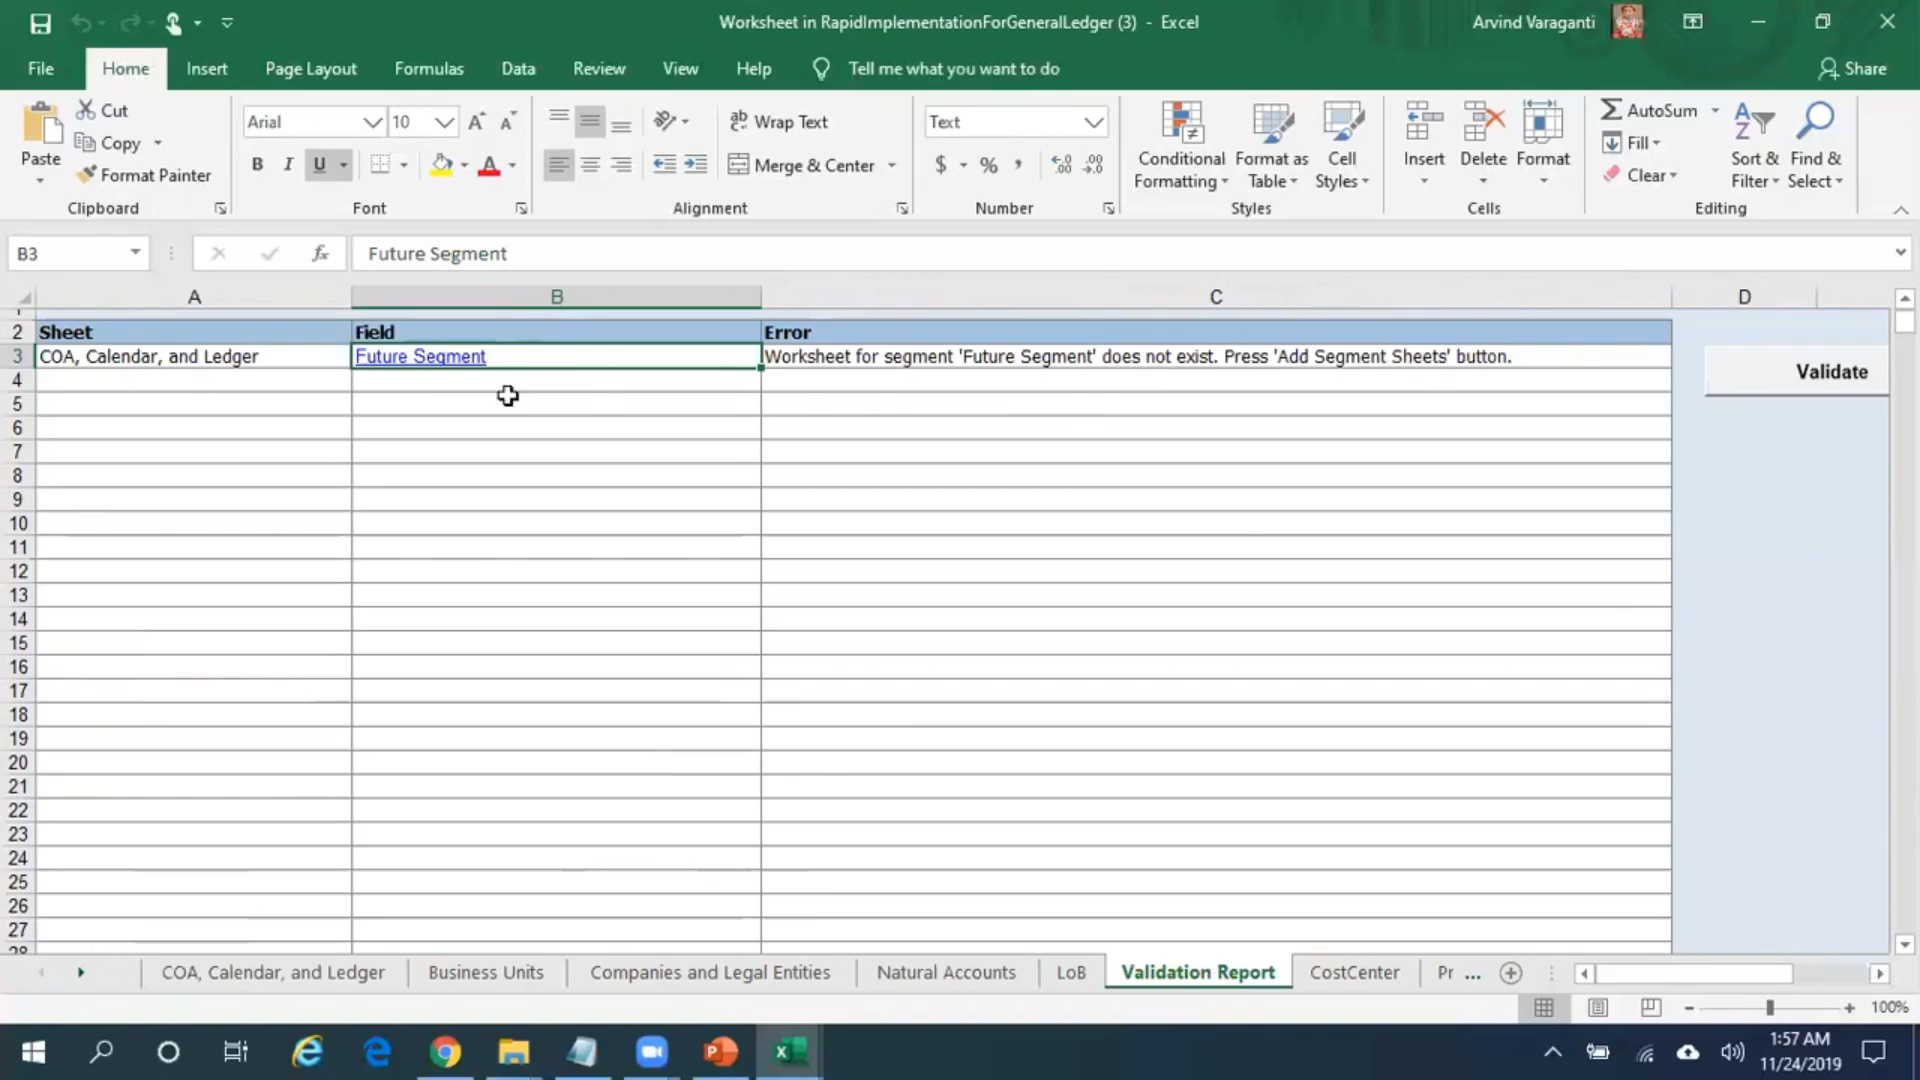 Worksheet in RapidImplementationForGeneralLedger (3) - Excel
Arvind Varaganti
File Home Insert Page Layout Formulas Data Review View Help Tell me what you want to do Share
Paste
Cut
Copy
Format Painter
Clipboard
Arial 10
B I U
A
Font
Wrap Text
Merge & Center
Alignment
Text
$ % ,
Number
Conditional Formatting
Format as Table
Cell Styles
Styles
Insert Delete Format
Cells
AutoSum
Fill
Clear
Sort & Filter
Find & Select
Editing
B3 fx Future Segment
A B C D
2 Sheet Field Error
3 COA, Calendar, and Ledger Future Segment Worksheet for segment 'Future Segment' does not exist. Press 'Add Segment Sheets' button.
Validate
4
5
6
7
8
9
10
11
12
13
14
15
16
17
18
19
20
21
22
23
24
25
26
27
28
COA, Calendar, and Ledger Business Units Companies and Legal Entities Natural Accounts LoB Validation Report CostCenter Pr ...
100%
1:57 AM
11/24/2019